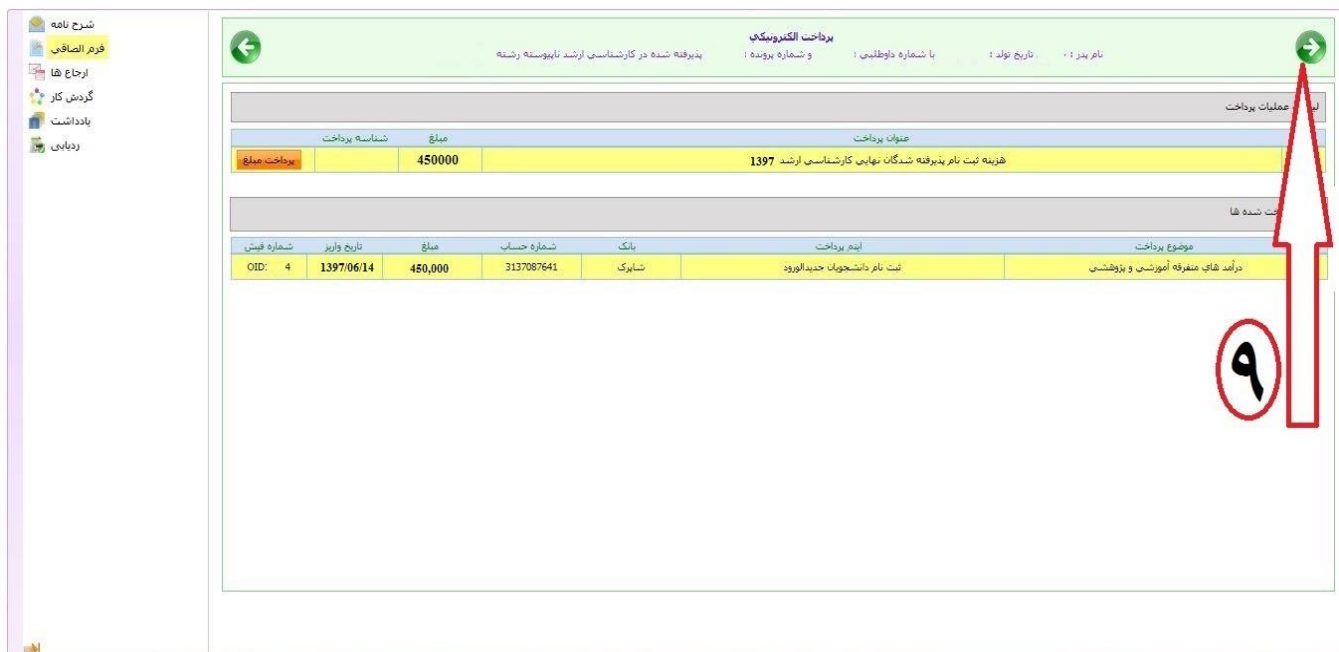 پرداخت الکترونیکي
نام پدر : ۰ . تاریخ تولد : با شماره داوطلبی : و شماره پرونده : پذیرفته شده در کارشناسی ارشد ناپیوسته رشته
عملیات پرداخت
عنوان پرداخت مبلغ شناسه پرداخت
هزینه ثبت نام پذیرفته شدگان نهایی کارشناسی ارشد 1397 450000 پرداخت مبلغ
شده ها
موضوع پرداخت آیتم پرداخت بانک شماره حساب مبلغ تاریخ واریز شماره فیش
درآمد هاي متفرقه آموزشی و پژوهشی ثبت نام دانشجویان جدیدالورود شاپرک 3137087641 450,000 1397/06/14 OID: 4
۹
شرح نامه
فرم الصاقی
ارجاع ها
گردش کار
یادداشت
ردیابی